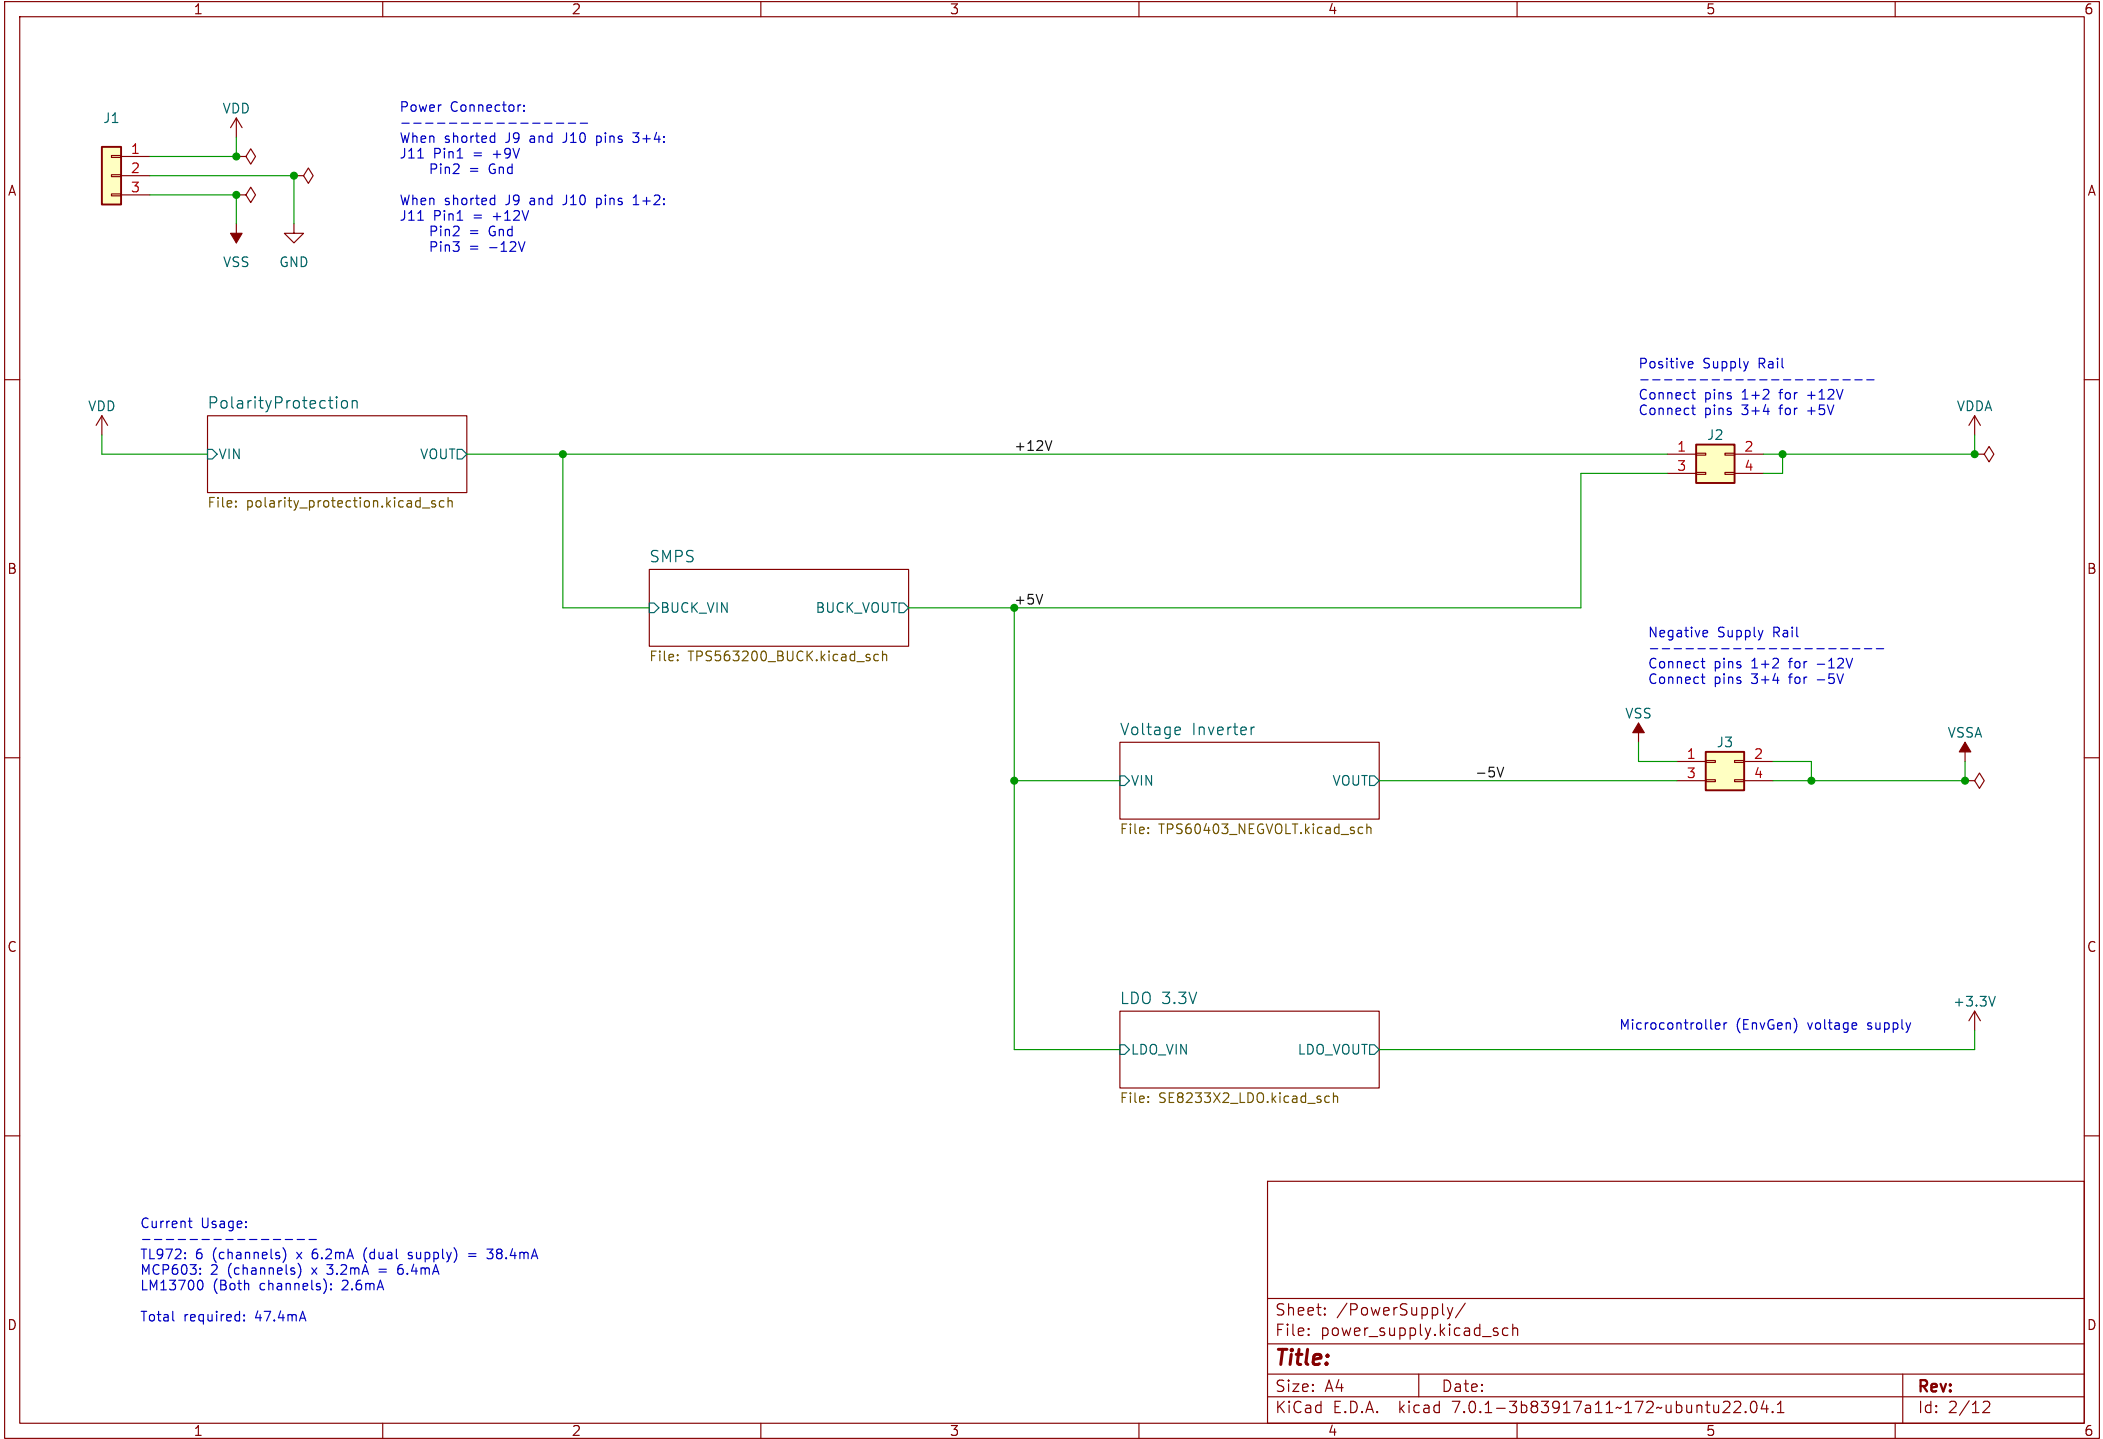 1 2 3 4 5 6
J1
VDD
1
2
3
VSS
GND
Power Connector:
----------------
When shorted J9 and J10 pins 3+4:
J11 Pin1 = +9V
Pin2 = Gnd
When shorted J9 and J10 pins 1+2:
J11 Pin1 = +12V
Pin2 = Gnd
Pin3 = -12V
A A
Positive Supply Rail
--------------------
Connect pins 1+2 for +12V
Connect pins 3+4 for +5V
VDD
PolarityProtection
VIN VOUT
File: polarity_protection.kicad_sch
+12V
J2
1 2
3 4
VDDA
SMPS
BUCK_VIN BUCK_VOUT
File: TPS563200_BUCK.kicad_sch
+5V
B B
Negative Supply Rail
--------------------
Connect pins 1+2 for -12V
Connect pins 3+4 for -5V
Voltage Inverter
VIN VOUT
File: TPS60403_NEGVOLT.kicad_sch
-5V
VSS
J3
1 2
3 4
VSSA
C C
LDO 3.3V
LDO_VIN LDO_VOUT
File: SE8233X2_LDO.kicad_sch
Microcontroller (EnvGen) voltage supply
+3.3V
Current Usage:
---------------
TL972: 6 (channels) x 6.2mA (dual supply) = 38.4mA
MCP603: 2 (channels) x 3.2mA = 6.4mA
LM13700 (Both channels): 2.6mA
Total required: 47.4mA
D D
Sheet: /PowerSupply/
File: power_supply.kicad_sch
Title:
Size: A4 Date: Rev:
KiCad E.D.A. kicad 7.0.1-3b83917a11~172~ubuntu22.04.1 Id: 2/12
1 2 3 4 5 6